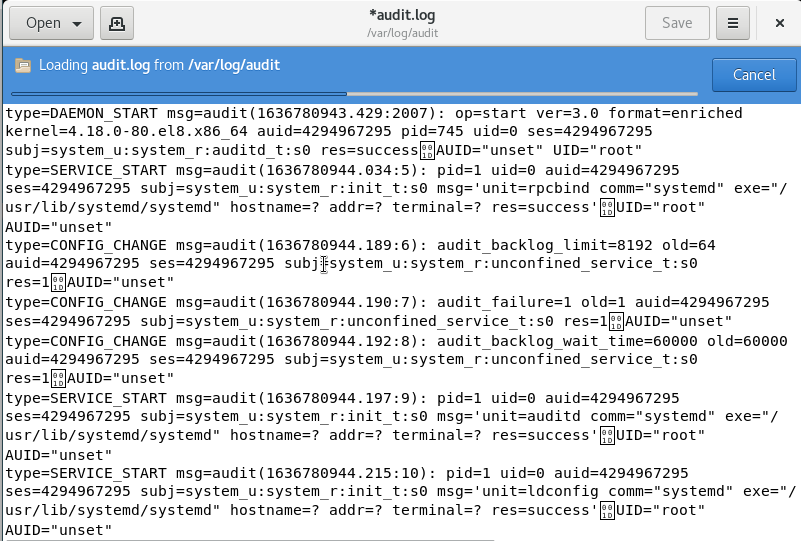 Open
*audit.log
/var/log/audit
Save
Loading audit.log from /var/log/audit
Cancel
type=DAEMON_START msg=audit(1636780943.429:2007): op=start ver=3.0 format=enriched
kernel=4.18.0-80.el8.x86_64 auid=4294967295 pid=745 uid=0 ses=4294967295
subj=system_u:system_r:auditd_t:s0 res=success001DAUID="unset" UID="root"
type=SERVICE_START msg=audit(1636780944.034:5): pid=1 uid=0 auid=4294967295
ses=4294967295 subj=system_u:system_r:init_t:s0 msg='unit=rpcbind comm="systemd" exe="/
usr/lib/systemd/systemd" hostname=? addr=? terminal=? res=success'001DUID="root"
AUID="unset"
type=CONFIG_CHANGE msg=audit(1636780944.189:6): audit_backlog_limit=8192 old=64
auid=4294967295 ses=4294967295 subj=system_u:system_r:unconfined_service_t:s0
res=1001DAUID="unset"
type=CONFIG_CHANGE msg=audit(1636780944.190:7): audit_failure=1 old=1 auid=4294967295
ses=4294967295 subj=system_u:system_r:unconfined_service_t:s0 res=1001DAUID="unset"
type=CONFIG_CHANGE msg=audit(1636780944.192:8): audit_backlog_wait_time=60000 old=60000
auid=4294967295 ses=4294967295 subj=system_u:system_r:unconfined_service_t:s0
res=1001DAUID="unset"
type=SERVICE_START msg=audit(1636780944.197:9): pid=1 uid=0 auid=4294967295
ses=4294967295 subj=system_u:system_r:init_t:s0 msg='unit=auditd comm="systemd" exe="/
usr/lib/systemd/systemd" hostname=? addr=? terminal=? res=success'001DUID="root"
AUID="unset"
type=SERVICE_START msg=audit(1636780944.215:10): pid=1 uid=0 auid=4294967295
ses=4294967295 subj=system_u:system_r:init_t:s0 msg='unit=ldconfig comm="systemd" exe="/
usr/lib/systemd/systemd" hostname=? addr=? terminal=? res=success'001DUID="root"
AUID="unset"